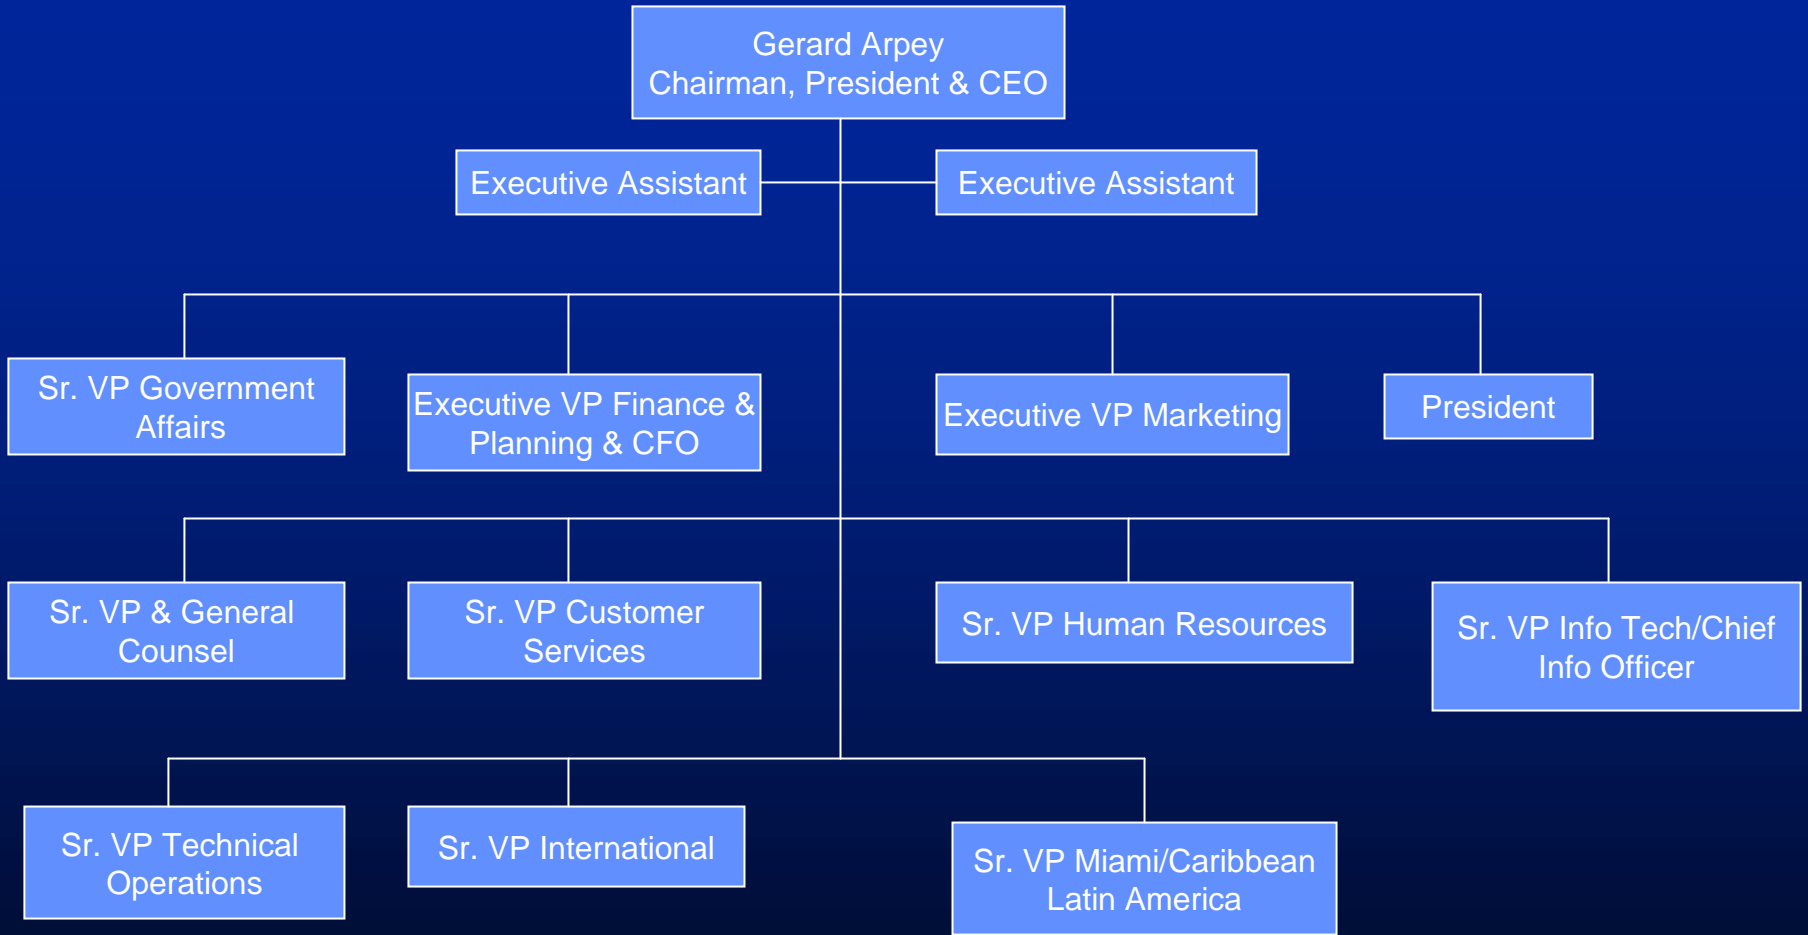 Gerard Arpey
Chairman, President & CEO
Executive Assistant
Executive Assistant
Sr. VP Government
Affairs
Executive VP Finance &
Planning & CFO
Executive VP Marketing
President
Sr. VP & General
Counsel
Sr. VP Customer
Services
Sr. VP Human Resources
Sr. VP Info Tech/Chief
Info Officer
Sr. VP Technical
Operations
Sr. VP International
Sr. VP Miami/Caribbean
Latin America